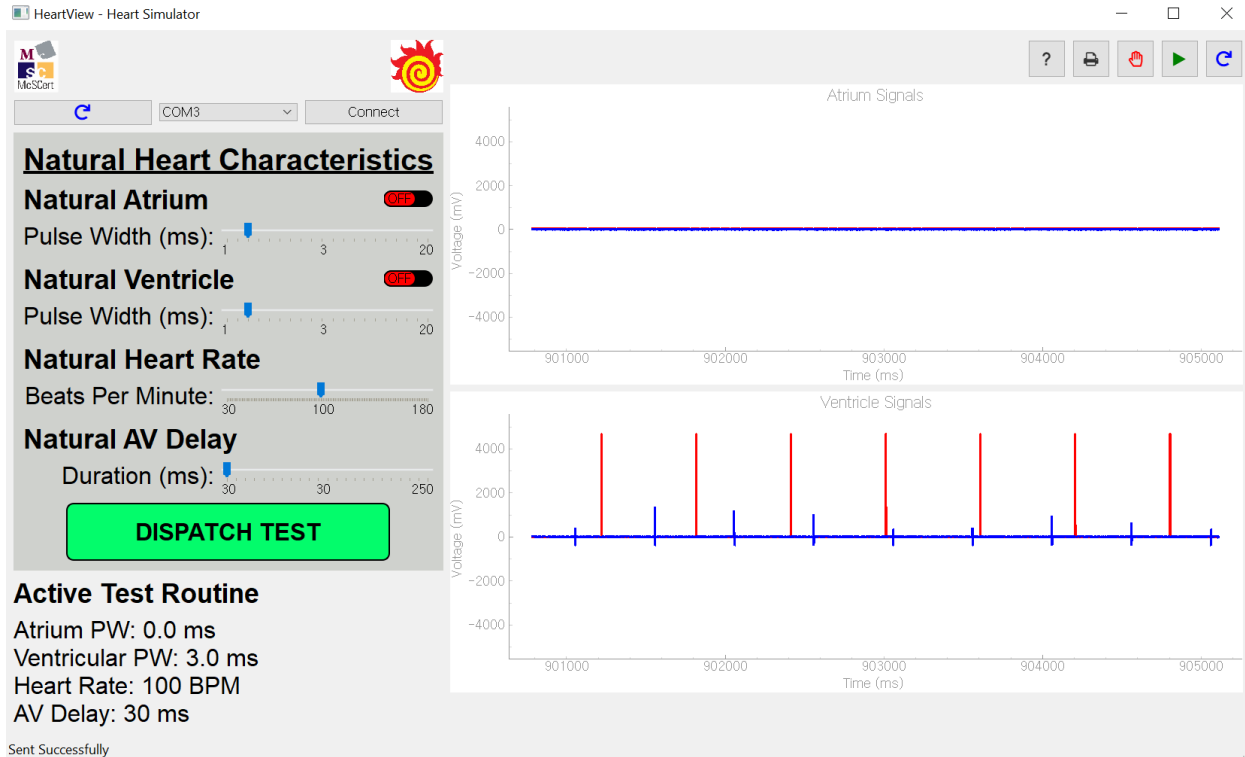 HeartView - Heart Simulator
M
SC
McSCert
?
COM3
Connect
Natural Heart Characteristics
Natural Atrium
OFF
Pulse Width (ms):
1 3 20
Natural Ventricle
OFF
Pulse Width (ms):
1 3 20
Natural Heart Rate
Beats Per Minute:
30 100 180
Natural AV Delay
Duration (ms):
30 30 250
DISPATCH TEST
Active Test Routine
Atrium PW: 0.0 ms
Ventricular PW: 3.0 ms
Heart Rate: 100 BPM
AV Delay: 30 ms
Sent Successfully
Atrium Signals
Voltage (mV)
4000
2000
0
−2000
−4000
901000 902000 903000 904000 905000
Time (ms)
Ventricle Signals
Voltage (mV)
4000
2000
0
−2000
−4000
901000 902000 903000 904000 905000
Time (ms)